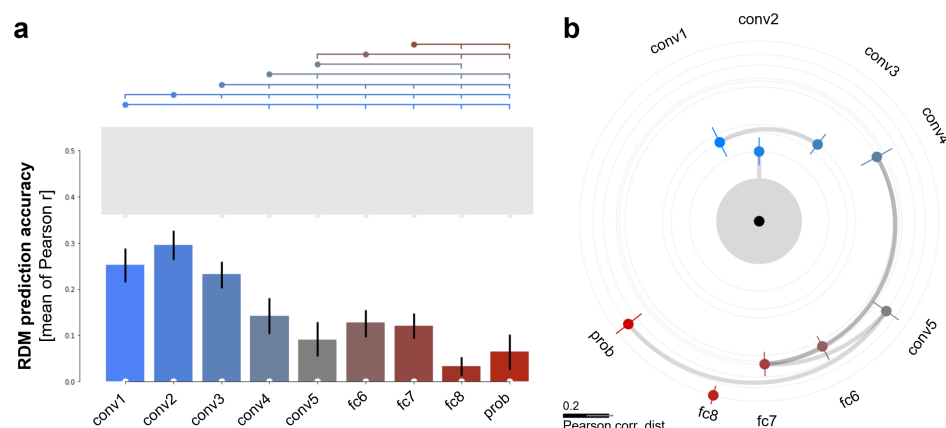 a
RDM prediction accuracy
[mean of Pearson r]
0.5
0.4
0.3
0.2
0.1
0.0
conv1
conv2
conv3
conv4
conv5
fc6
fc7
fc8
prob
b
conv1
conv2
conv3
conv4
conv5
fc6
fc7
fc8
prob
0.2
Pearson corr. dist